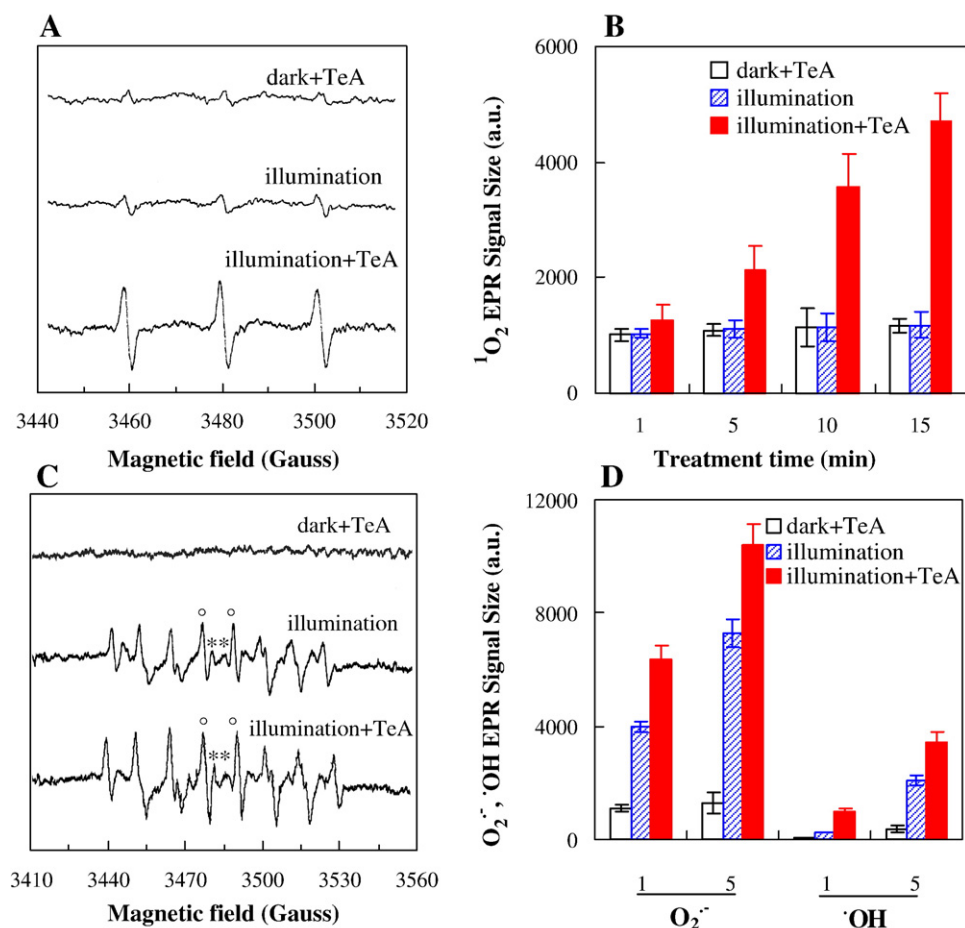 A
dark+TeA
illumination
illumination+TeA
3440 3460 3480 3500 3520
Magnetic field (Gauss)
B
¹O₂ EPR Signal Size (a.u.)
6000
4000
2000
0
dark+TeA
illumination
illumination+TeA
1 5 10 15
Treatment time (min)
C
dark+TeA
illumination
○ ○
**
illumination+TeA
○ ○
**
3410 3440 3470 3500 3530 3560
Magnetic field (Gauss)
D
O₂·⁻, ·OH EPR Signal Size (a.u.)
12000
8000
4000
0
dark+TeA
illumination
illumination+TeA
1 5 1 5
O₂·⁻ ·OH